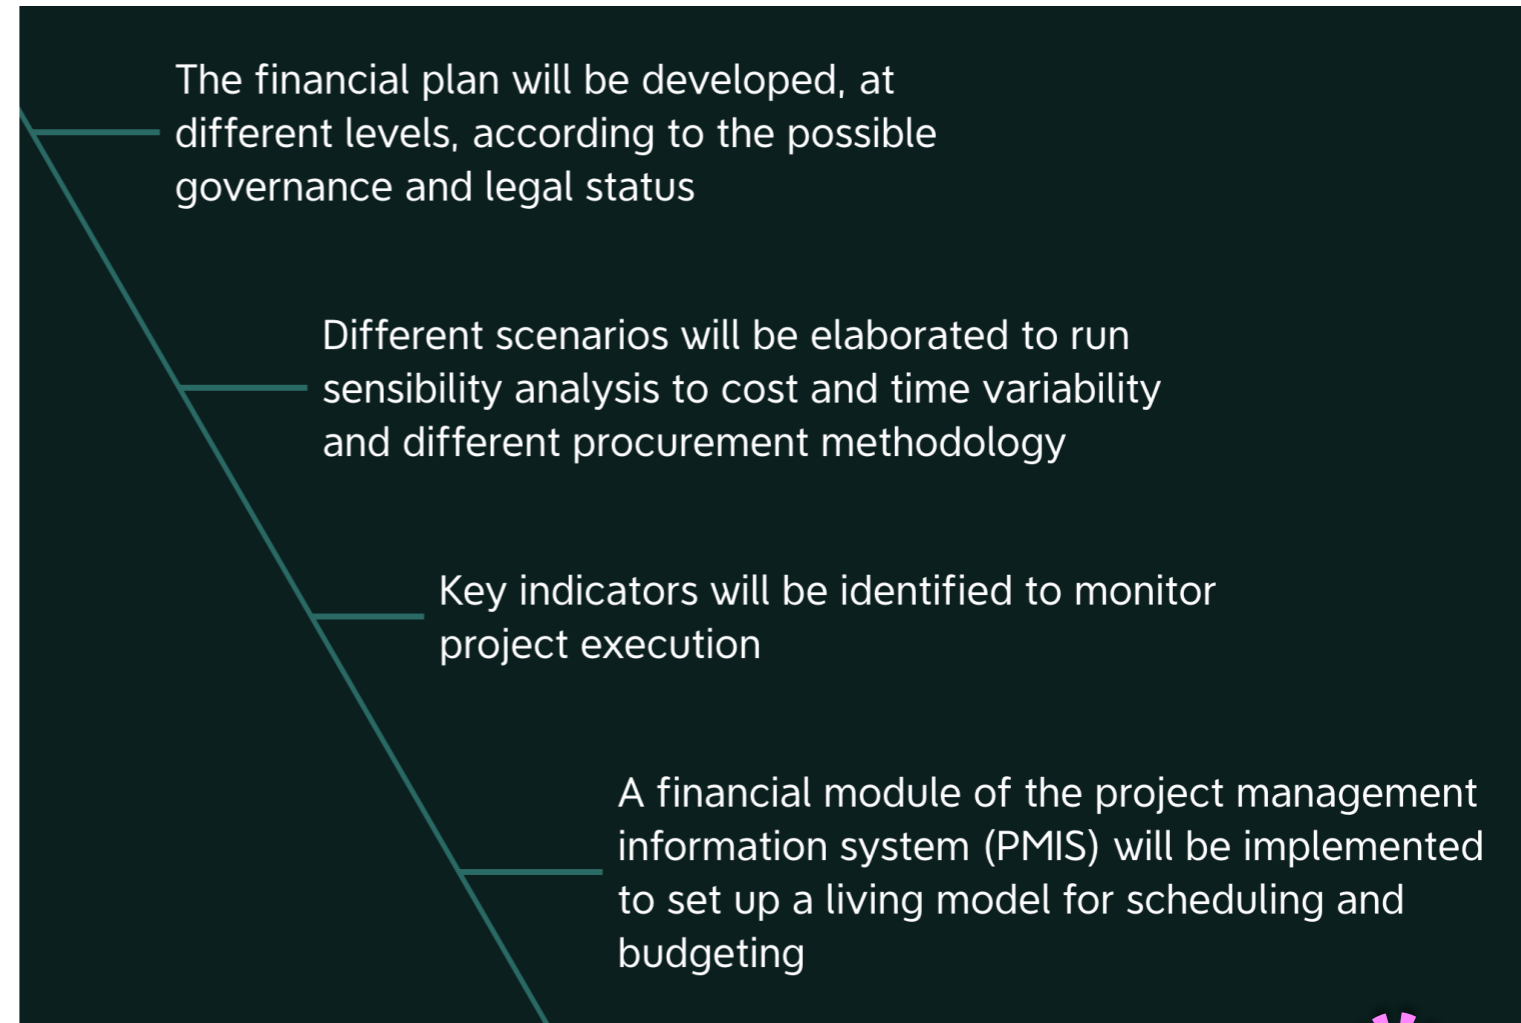 The financial plan will be developed, at
different levels, according to the possible
governance and legal status
Different scenarios will be elaborated to run
sensibility analysis to cost and time variability
and different procurement methodology
Key indicators will be identified to monitor
project execution
A financial module of the project management
information system (PMIS) will be implemented
to set up a living model for scheduling and
budgeting